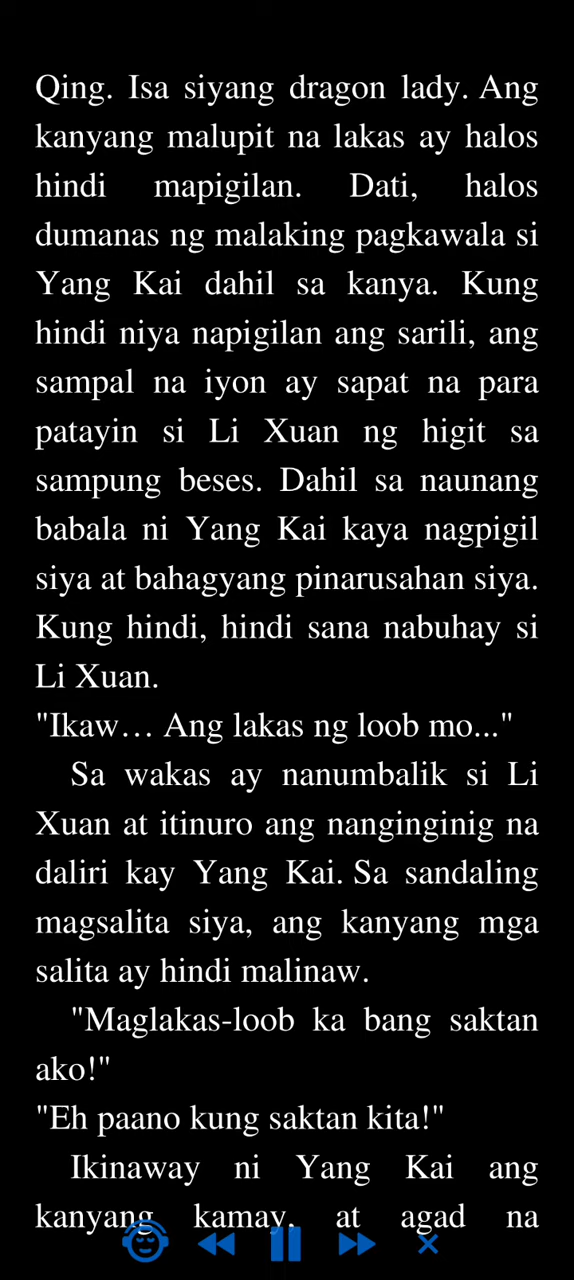 Qing. Isa siyang dragon lady. Ang
kanyang malupit na lakas ay halos
hindi mapigilan. Dati, halos
dumanas ng malaking pagkawala si
Yang Kai dahil sa kanya. Kung
hindi niya napigilan ang sarili, ang
sampal na iyon ay sapat na para
patayin si Li Xuan ng higit sa
sampung beses. Dahil sa naunang
babala ni Yang Kai kaya nagpigil
siya at bahagyang pinarusahan siya.
Kung hindi, hindi sana nabuhay si
Li Xuan.
"Ikaw… Ang lakas ng loob mo..."
Sa wakas ay nanumbalik si Li
Xuan at itinuro ang nanginginig na
daliri kay Yang Kai. Sa sandaling
magsalita siya, ang kanyang mga
salita ay hindi malinaw.
"Maglakas-loob ka bang saktan
ako!"
"Eh paano kung saktan kita!"
Ikinaway ni Yang Kai ang
kanyang kamay, at agad na